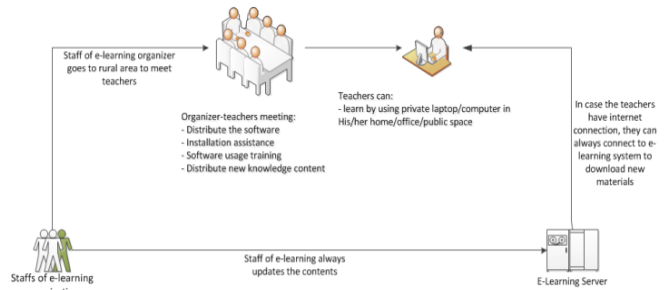 Staff of e-learning organizer
goes to rural area to meet
teachers
Organizer-teachers meeting:
- Distribute the software
- Installation assistance
- Software usage training
- Distribute new knowledge content
Teachers can:
- learn by using private laptop/computer in
His/her home/office/public space
In case the teachers
have internet
connection, they can
always connect to e-
learning system to
download new
materials
Staff of e-learning always
updates the contents
Staffs of e-learning
E-Learning Server